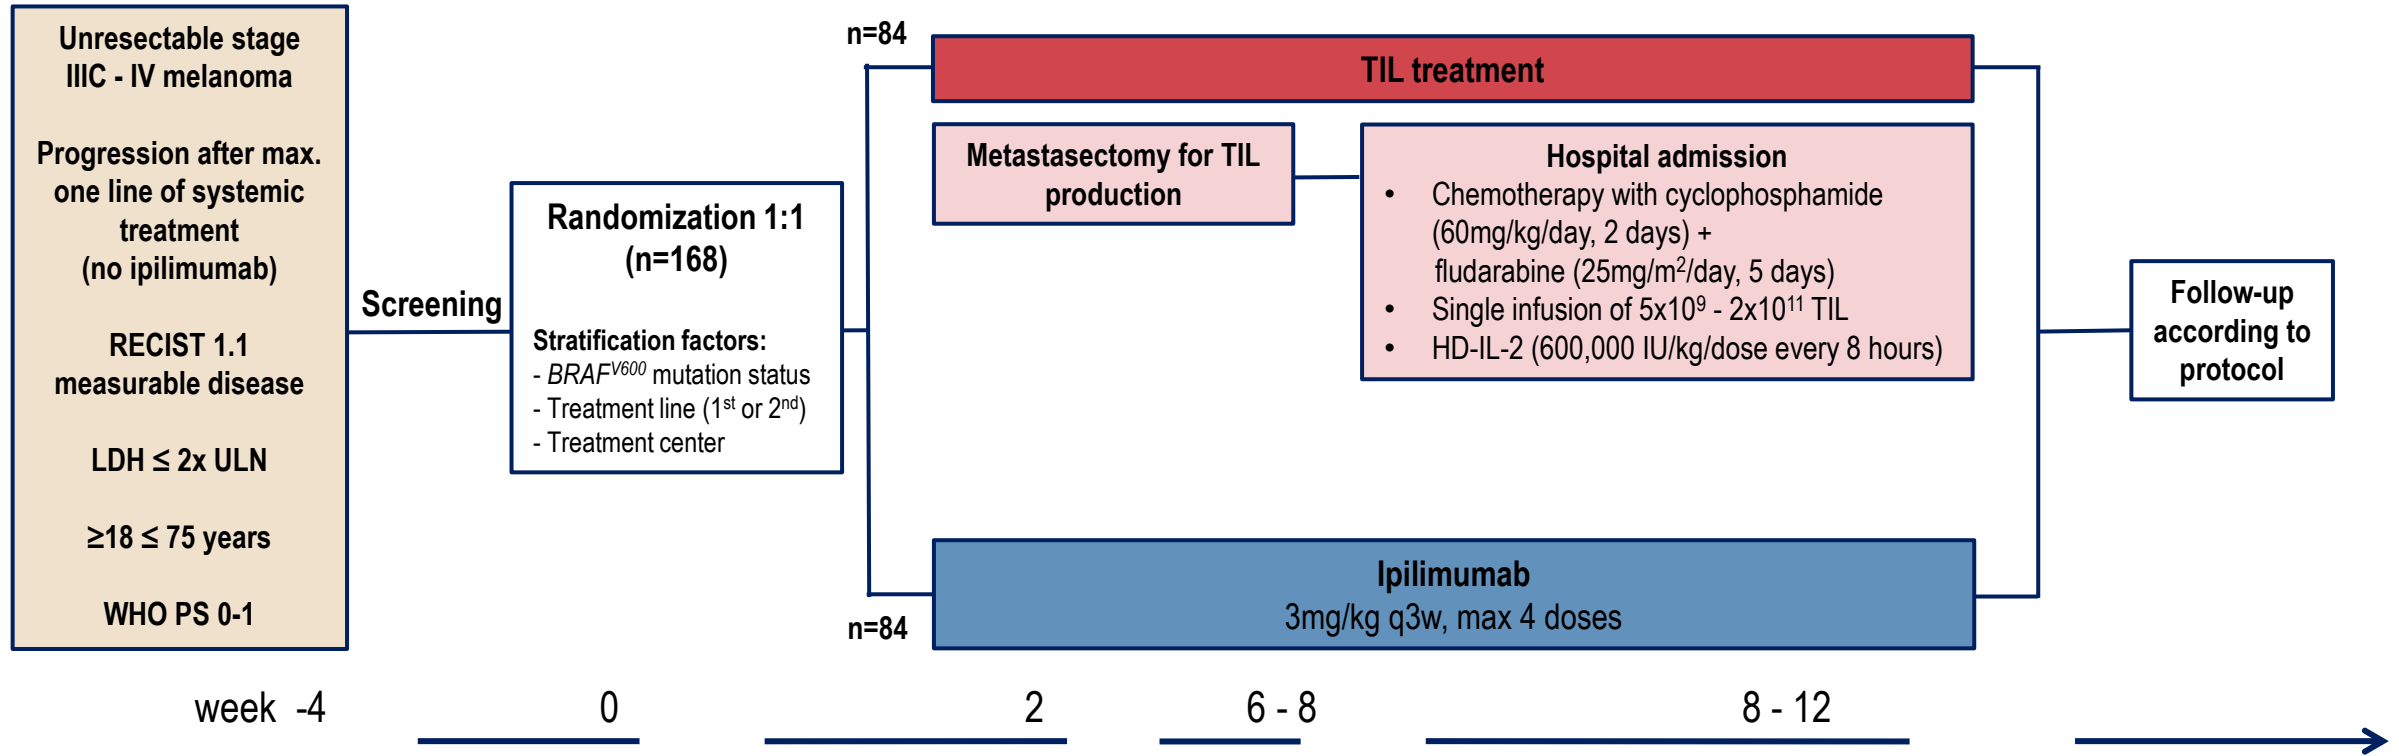 Unresectable stage
IIIC - IV melanoma
Progression after max.
one line of systemic
treatment
(no ipilimumab)
RECIST 1.1
measurable disease
LDH ≤ 2x ULN
≥18 ≤ 75 years
WHO PS 0-1
Screening
Randomization 1:1
(n=168)
Stratification factors:
- BRAF^V600 mutation status
- Treatment line (1st or 2nd)
- Treatment center
n=84
TIL treatment
Metastasectomy for TIL
production
Hospital admission
• Chemotherapy with cyclophosphamide
(60mg/kg/day, 2 days) +
fludarabine (25mg/m²/day, 5 days)
• Single infusion of 5x10⁹ - 2x10¹¹ TIL
• HD-IL-2 (600,000 IU/kg/dose every 8 hours)
n=84
Ipilimumab
3mg/kg q3w, max 4 doses
Follow-up
according to
protocol
week -4 0 2 6 - 8 8 - 12